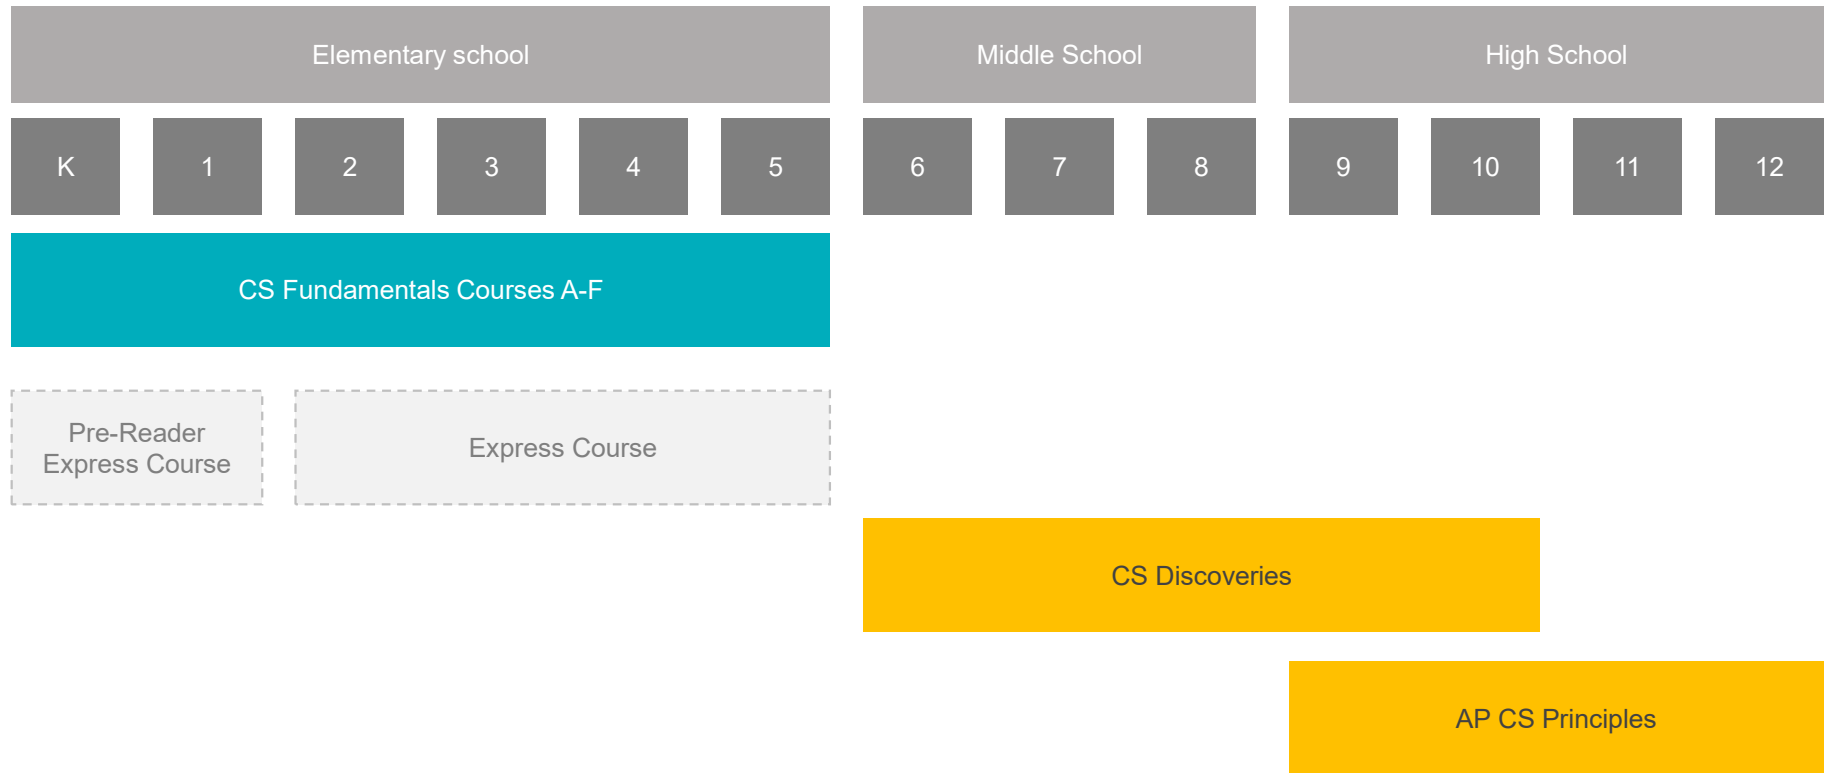 Elementary school
Middle School
High School
K
1
2
3
4
5
6
7
8
9
10
11
12
CS Fundamentals Courses A-F
Pre-Reader
Express Course
Express Course
CS Discoveries
AP CS Principles